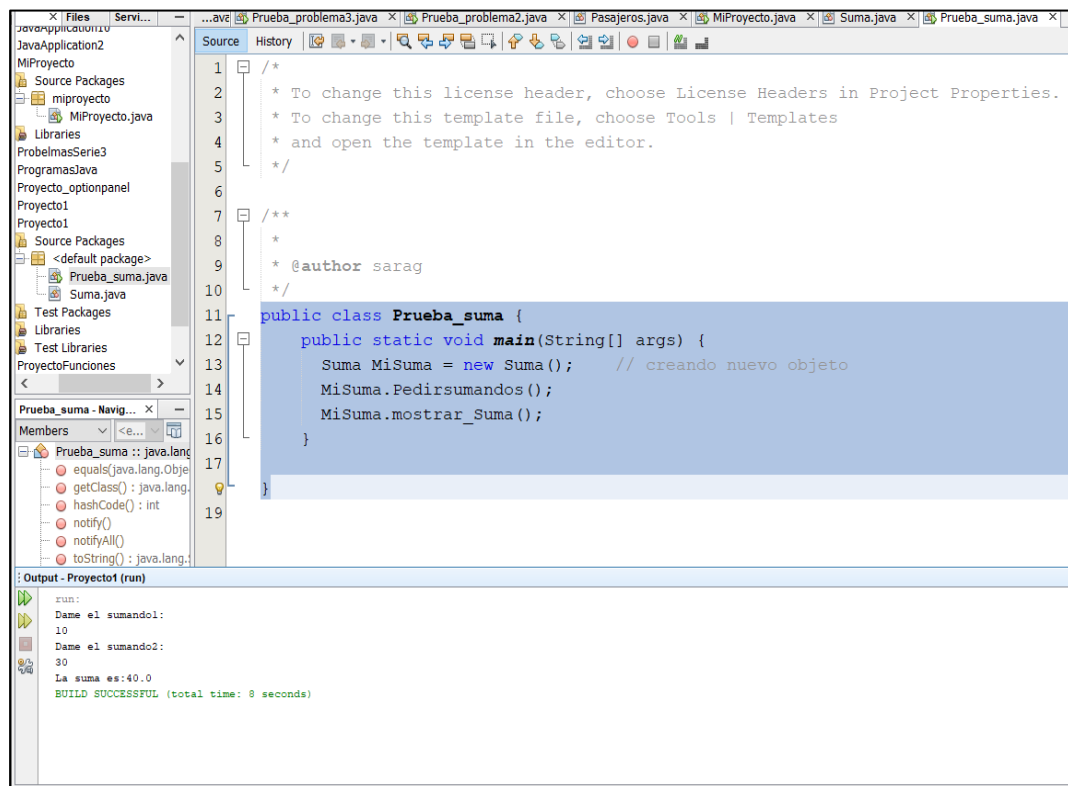 Files Servi...
...ava Prueba_problema3.java Prueba_problema2.java Pasajeros.java MiProyecto.java Suma.java Prueba_suma.java
JavaApplication10
JavaApplication2
MiProyecto
Source Packages
miproyecto
MiProyecto.java
Libraries
ProbelmasSerie3
ProgramasJava
Proyecto_optionpanel
Proyecto1
Proyecto1
Source Packages
<default package>
Prueba_suma.java
Suma.java
Test Packages
Libraries
Test Libraries
ProyectoFunciones
Prueba_suma - Navig...
Members <e...
Prueba_suma :: java.lang
equals(java.lang.Obje
getClass() : java.lang.
hashCode() : int
notify()
notifyAll()
toString() : java.lang.
Source History
1 /*
2 * To change this license header, choose License Headers in Project Properties.
3 * To change this template file, choose Tools | Templates
4 * and open the template in the editor.
5 */
6
7 /**
8 *
9 * @author sarag
10 */
11 public class Prueba_suma {
12 public static void main(String[] args) {
13 Suma MiSuma = new Suma(); // creando nuevo objeto
14 MiSuma.Pedirsumandos();
15 MiSuma.mostrar_Suma();
16 }
17
}
19
Output - Proyecto1 (run)
run:
Dame el sumando1:
10
Dame el sumando2:
30
La suma es:40.0
BUILD SUCCESSFUL (total time: 8 seconds)